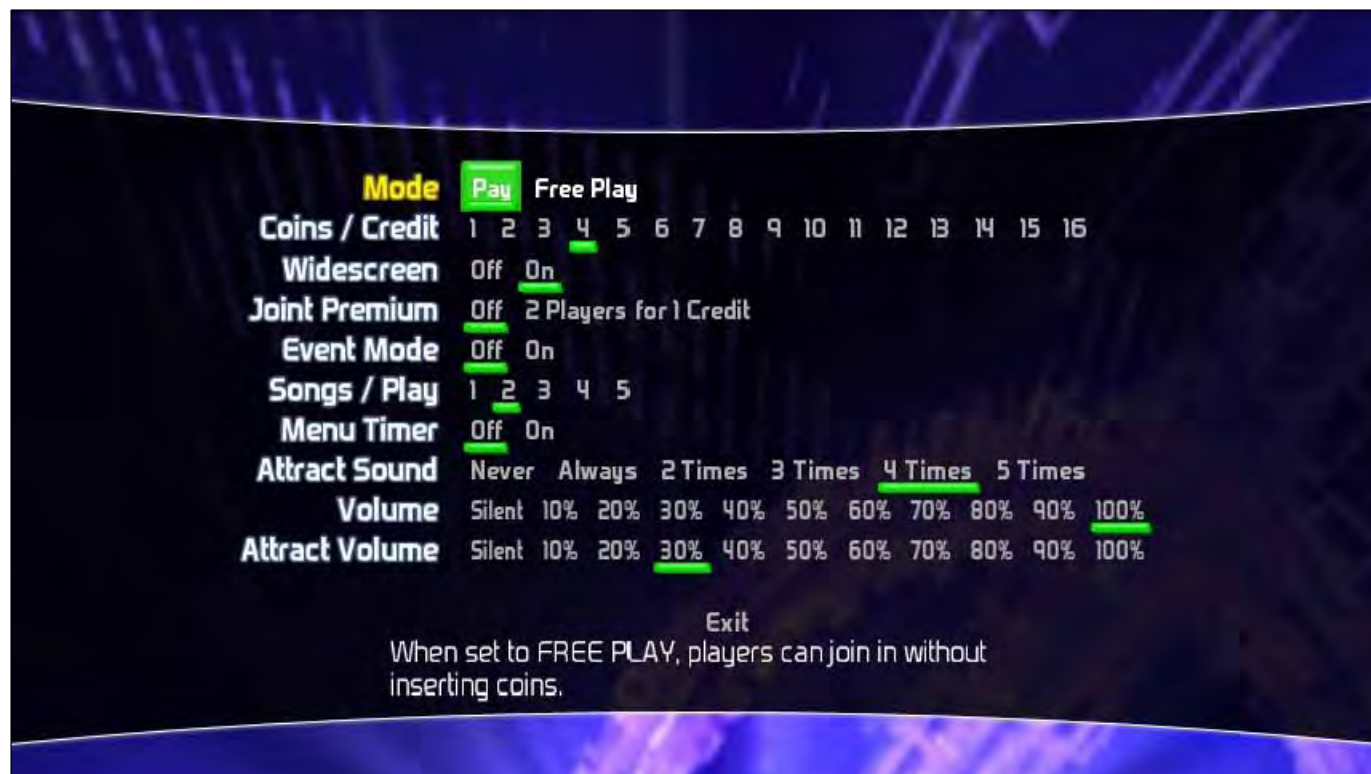 Mode Pay Free Play
Coins / Credit 1 2 3 4 5 6 7 8 9 10 11 12 13 14 15 16
Widescreen Off On
Joint Premium Off 2 Players for 1 Credit
Event Mode Off On
Songs / Play 1 2 3 4 5
Menu Timer Off On
Attract Sound Never Always 2 Times 3 Times 4 Times 5 Times
Volume Silent 10% 20% 30% 40% 50% 60% 70% 80% 90% 100%
Attract Volume Silent 10% 20% 30% 40% 50% 60% 70% 80% 90% 100%
Exit
When set to FREE PLAY, players can join in without
inserting coins.